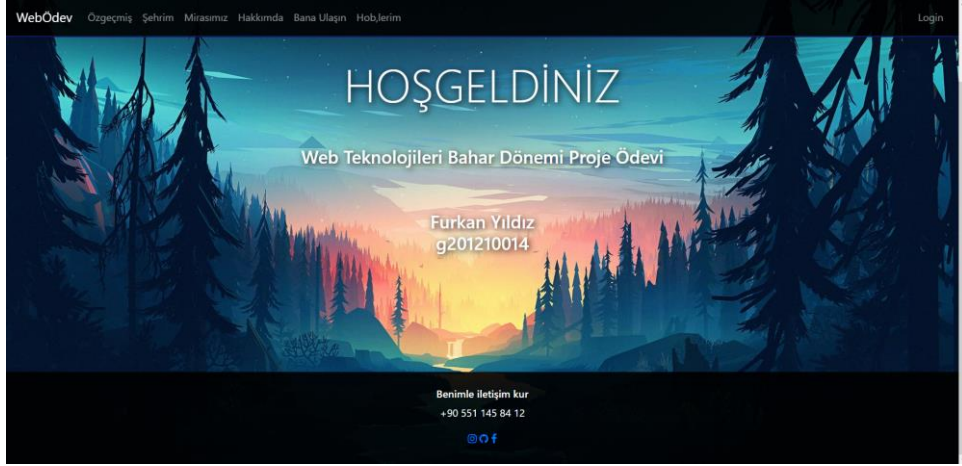 WebÖdev Özgeçmiş Şehrim Mirasımız Hakkımda Bana Ulaşın Hob,lerim Login
HOŞGELDİNİZ
Web Teknolojileri Bahar Dönemi Proje Ödevi
Furkan Yıldız
g201210014
Benimle iletişim kur
+90 551 145 84 12